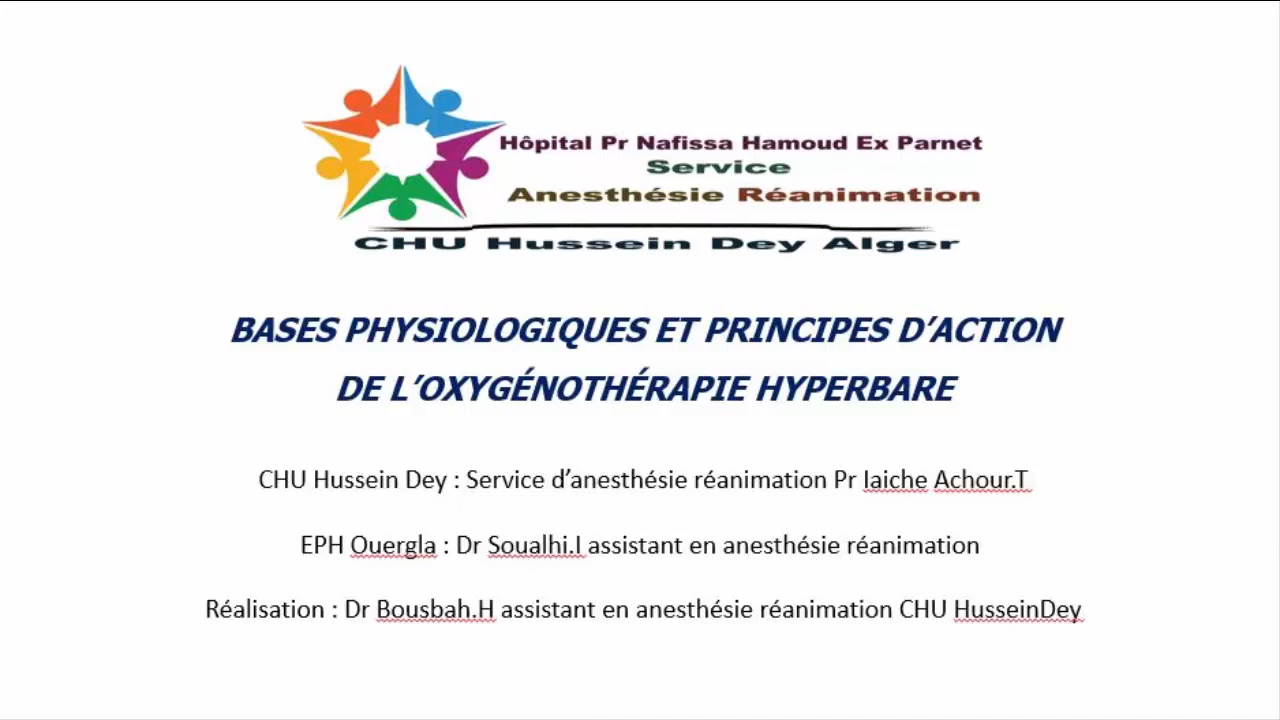 Hôpital Pr Nafissa Hamoud Ex Parnet
Service
Anesthésie Réanimation
CHU Hussein Dey Alger
BASES PHYSIOLOGIQUES ET PRINCIPES D’ACTION
DE L’OXYGÉNOTHÉRAPIE HYPERBARE
CHU Hussein Dey : Service d’anesthésie réanimation Pr Iaiche Achour.T
EPH Ouergla : Dr Soualhi.I assistant en anesthésie réanimation
Réalisation : Dr Bousbah.H assistant en anesthésie réanimation CHU HusseinDey